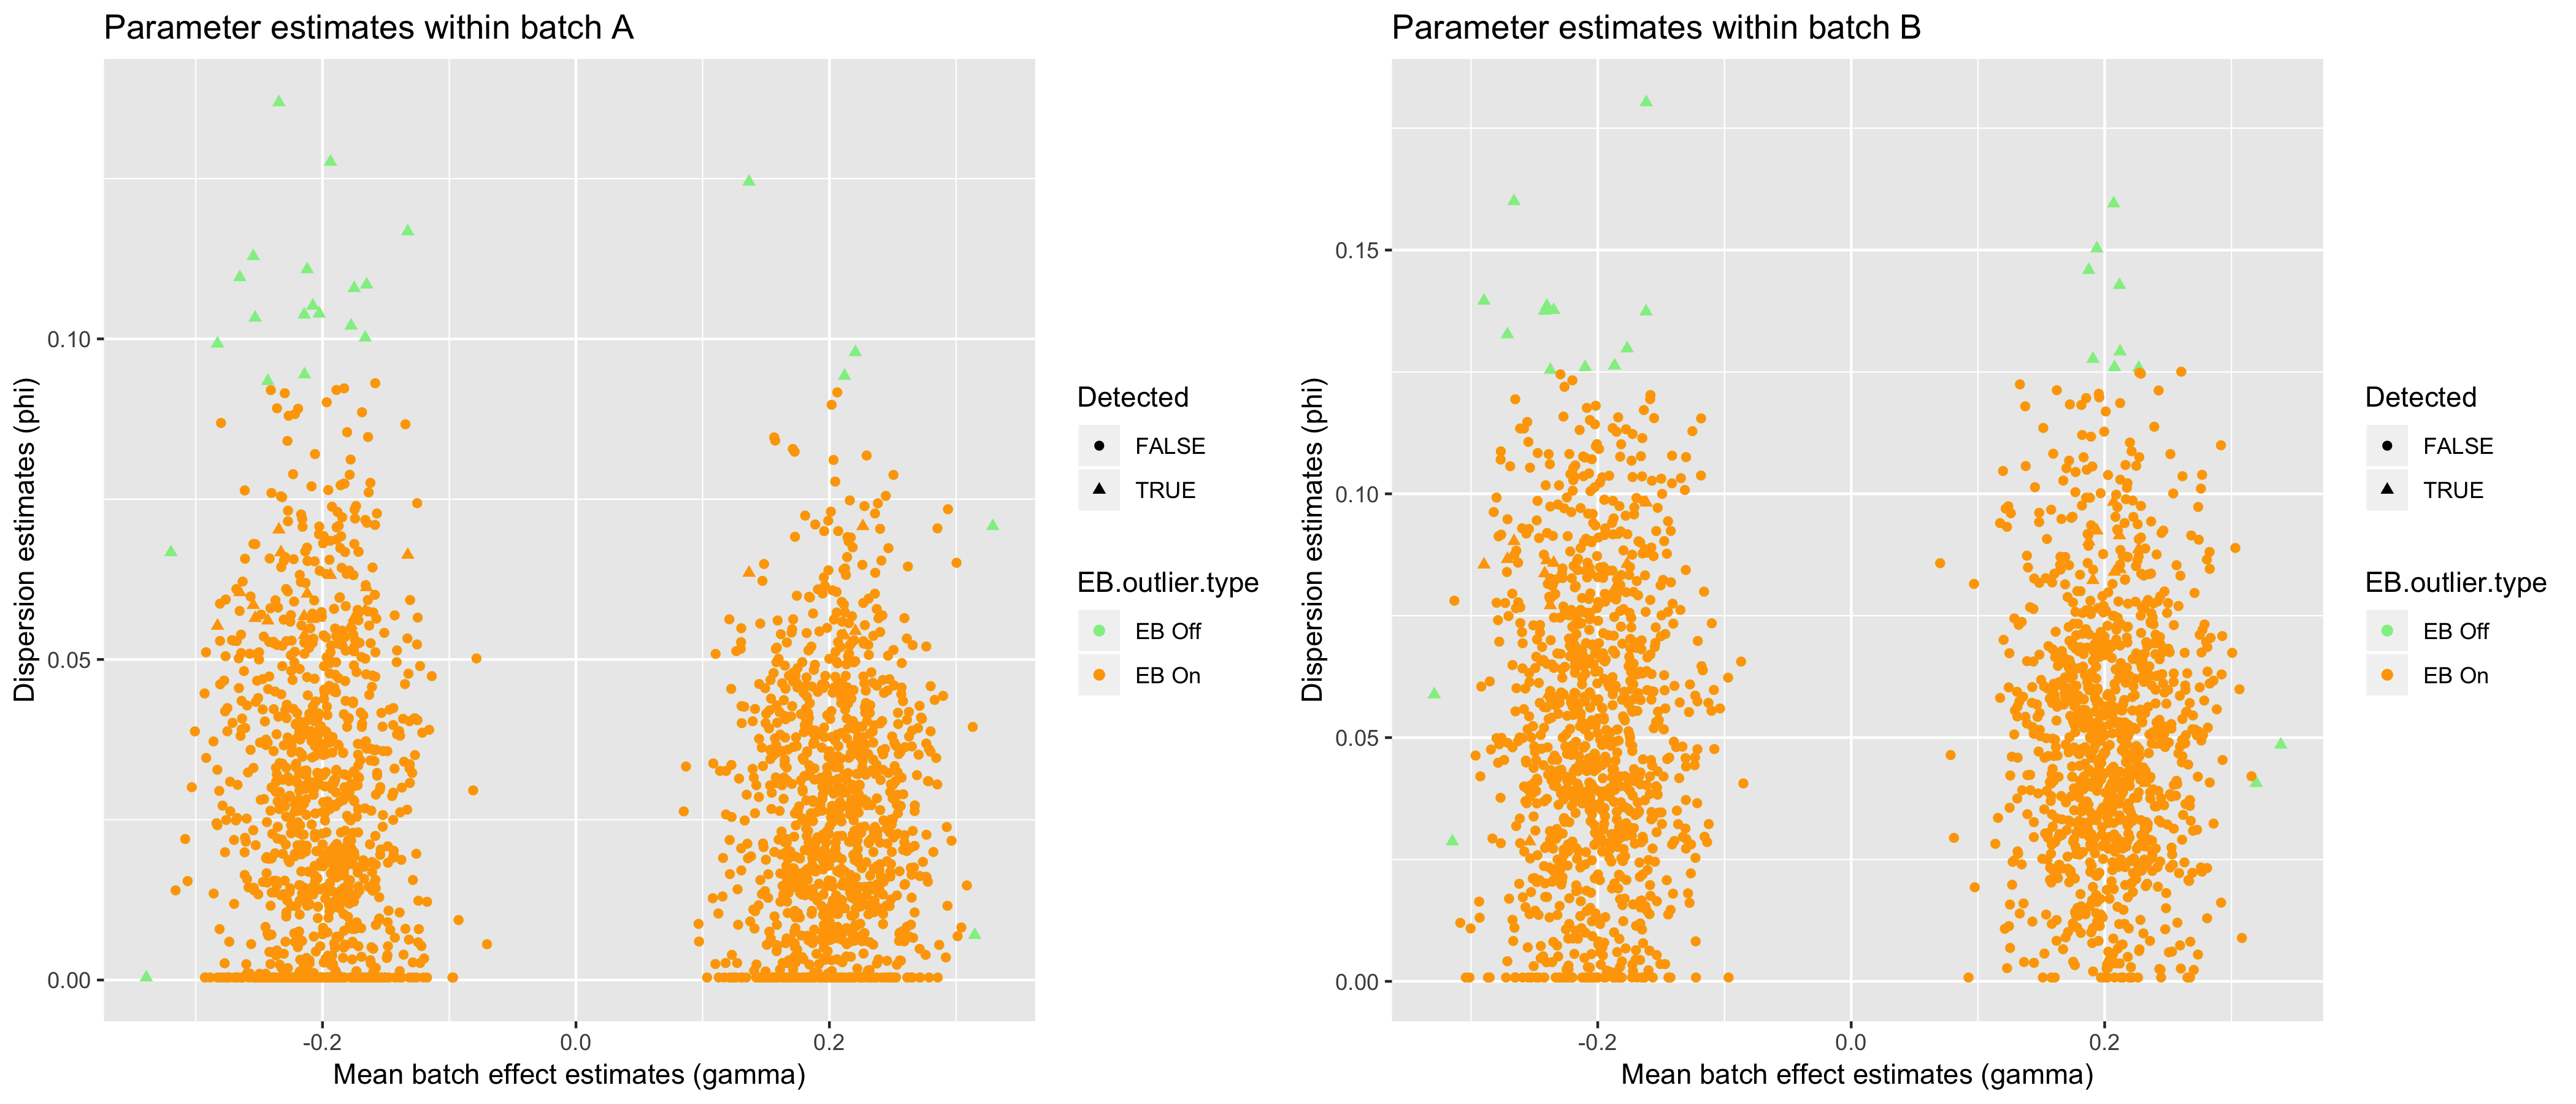 Parameter estimates within batch A
Dispersion estimates (phi)
0.10
0.05
0.00
-0.2
0.0
0.2
Mean batch effect estimates (gamma)
Detected
FALSE
TRUE
EB.outlier.type
EB Off
EB On
Parameter estimates within batch B
Dispersion estimates (phi)
0.15
0.10
0.05
0.00
-0.2
0.0
0.2
Mean batch effect estimates (gamma)
Detected
FALSE
TRUE
EB.outlier.type
EB Off
EB On